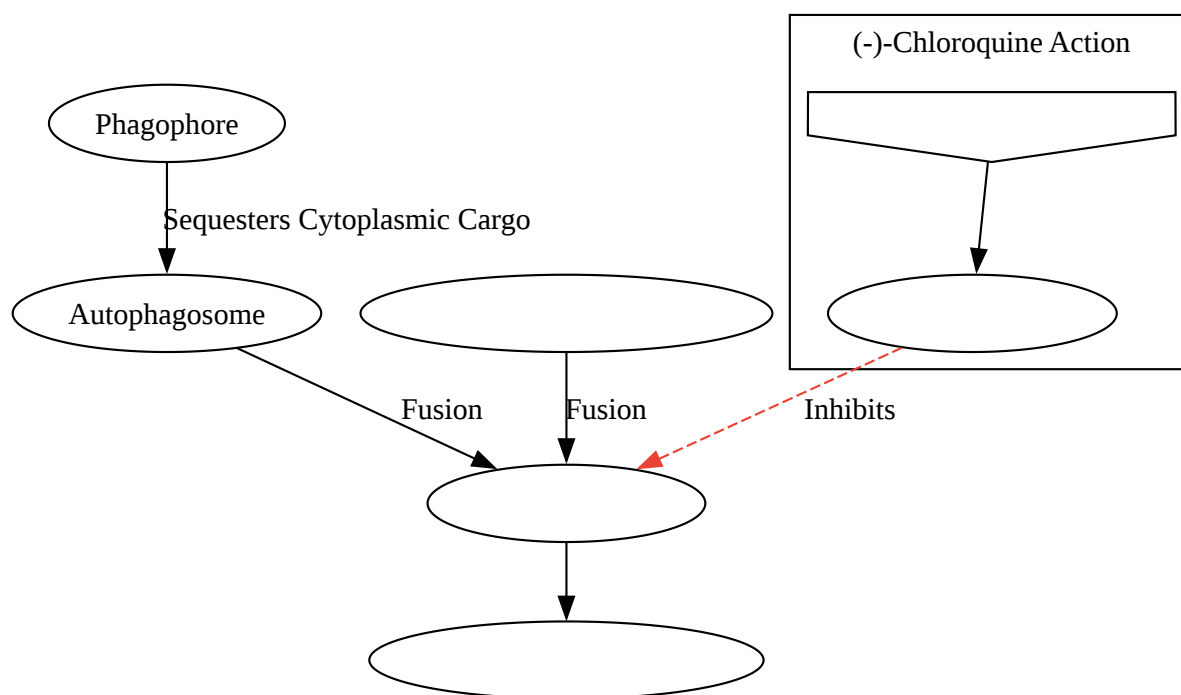 (-)-Chloroquine Action
Phagophore
Sequesters Cytoplasmic Cargo
Autophagosome
Fusion
Fusion
Inhibits